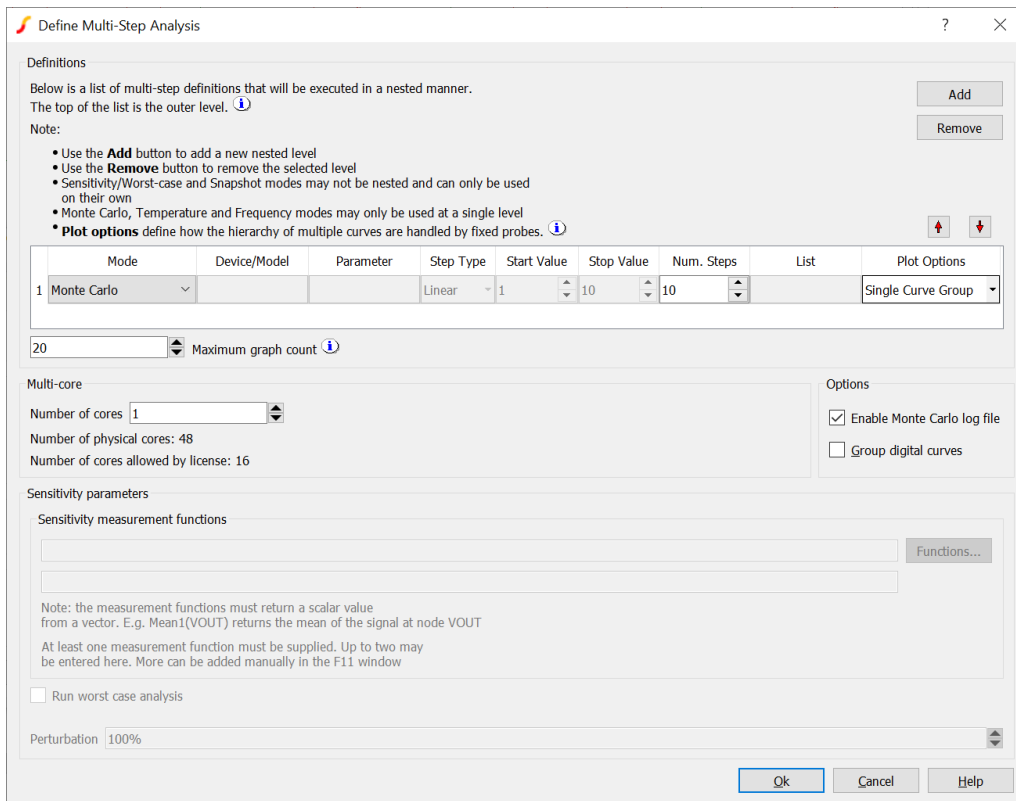 Define Multi-Step Analysis
?
Definitions
Below is a list of multi-step definitions that will be executed in a nested manner.
The top of the list is the outer level.
Note:
• Use the Add button to add a new nested level
• Use the Remove button to remove the selected level
• Sensitivity/Worst-case and Snapshot modes may not be nested and can only be used
on their own
• Monte Carlo, Temperature and Frequency modes may only be used at a single level
• Plot options define how the hierarchy of multiple curves are handled by fixed probes.
Add
Remove
Mode Device/Model Parameter Step Type Start Value Stop Value Num. Steps List Plot Options
1 Monte Carlo Linear 1 10 10 Single Curve Group
20 Maximum graph count
Multi-core
Number of cores 1
Number of physical cores: 48
Number of cores allowed by license: 16
Options
Enable Monte Carlo log file
Group digital curves
Sensitivity parameters
Sensitivity measurement functions
Functions...
Note: the measurement functions must return a scalar value
from a vector. E.g. Mean1(VOUT) returns the mean of the signal at node VOUT
At least one measurement function must be supplied. Up to two may
be entered here. More can be added manually in the F11 window
Run worst case analysis
Perturbation 100%
Ok Cancel Help